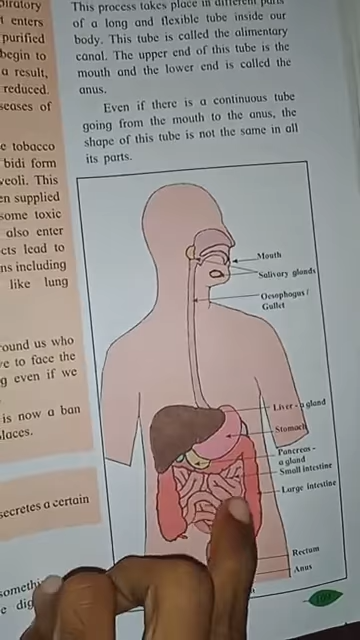 piratory
t enters
purified
begin to
a result,
reduced.
seases of
e tobacco
bidi form
veoli. This
en supplied
some toxic
also enter
cts lead to
ns including
like lung
round us who
ve to face the
g even if we
is now a ban
laces.
secretes a certain
This process takes place in different parts
of a long and flexible tube inside our
body. This tube is called the alimentary
canal. The upper end of this tube is the
mouth and the lower end is called the
anus.
Even if there is a continuous tube
going from the mouth to the anus, the
shape of this tube is not the same in all
its parts.
Mouth
Salivary glands
Oesophogus /
Gullet
Liver - a gland
Stomach
Pancreas -
a gland
Small intestine
Large intestine
Rectum
Anus
somethi
e dig